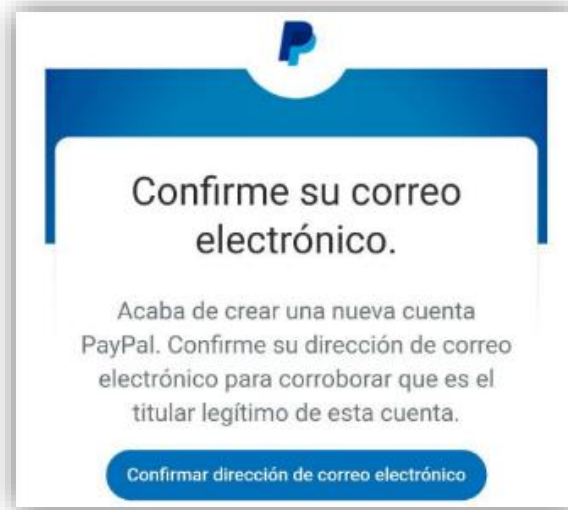 Confirme su correo
electrónico.
Acaba de crear una nueva cuenta
PayPal. Confirme su dirección de correo
electrónico para corroborar que es el
titular legítimo de esta cuenta.
Confirmar dirección de correo electrónico